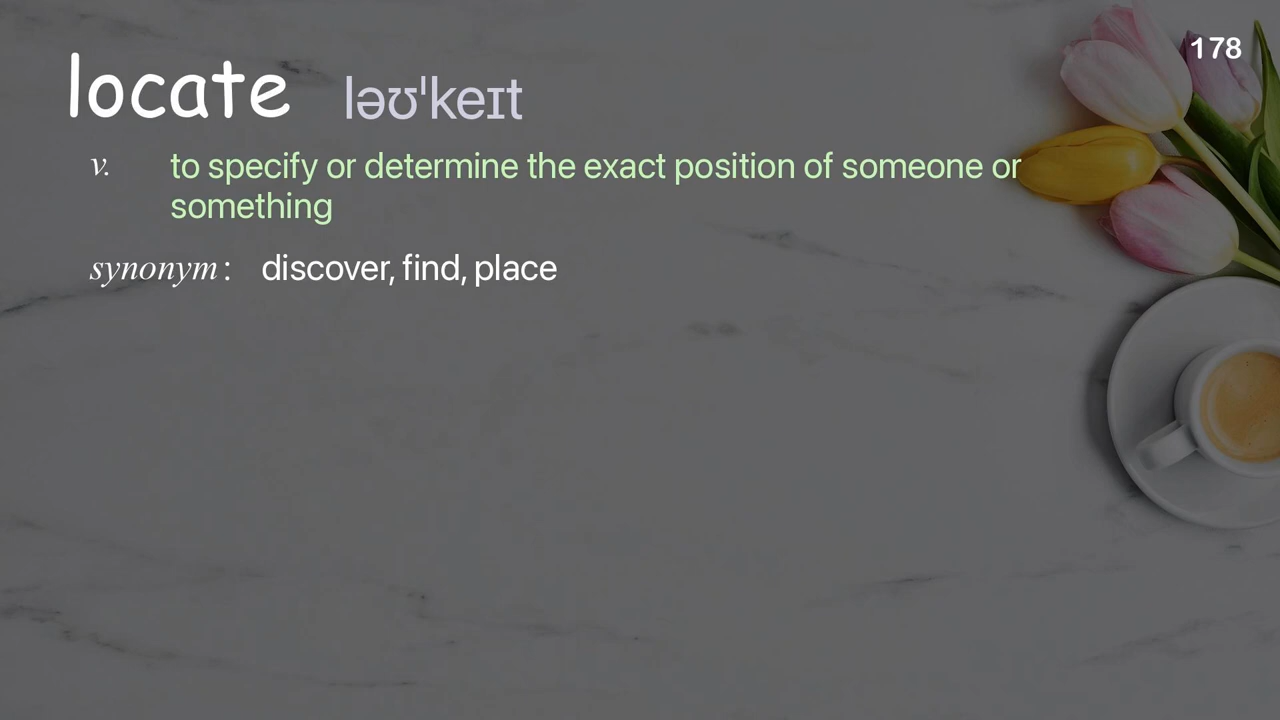 178
locate ləʊˈkeɪt
v. to specify or determine the exact position of someone or
something
synonym : discover, find, place